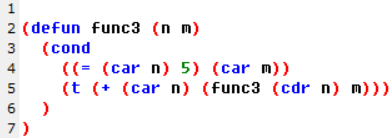 1
2 (defun func3 (n m)
3   (cond
4     ((= (car n) 5) (car m))
5     (t (+ (car n) (func3 (cdr n) m)))
6   )
7 )